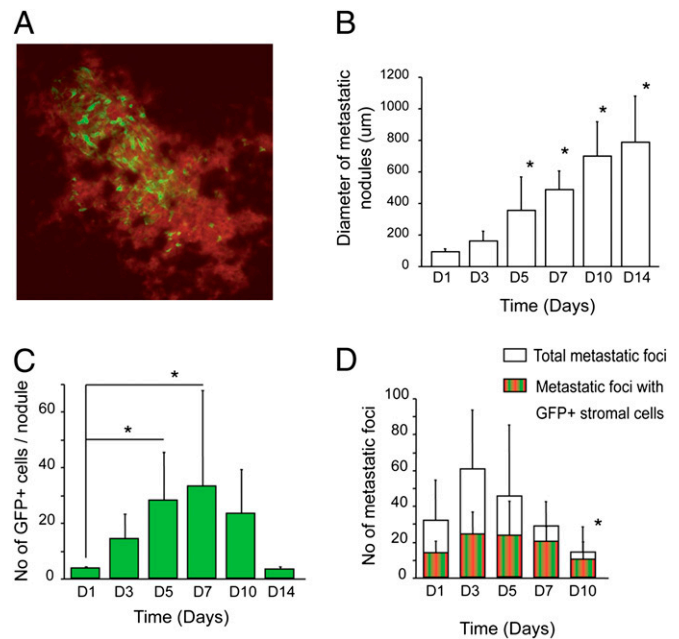 A
B
Diameter of metastatic
nodules (um)
1200
1000
800
600
400
200
0
*
*
*
*
D1 D3 D5 D7 D10 D14
Time (Days)
C
No of GFP+ cells / nodule
60
40
20
0
*
*
D1 D3 D5 D7 D10 D14
Time (Days)
D
Total metastatic foci
Metastatic foci with
GFP+ stromal cells
No of metastatic foci
100
80
60
40
20
0
*
D1 D3 D5 D7 D10
Time (Days)